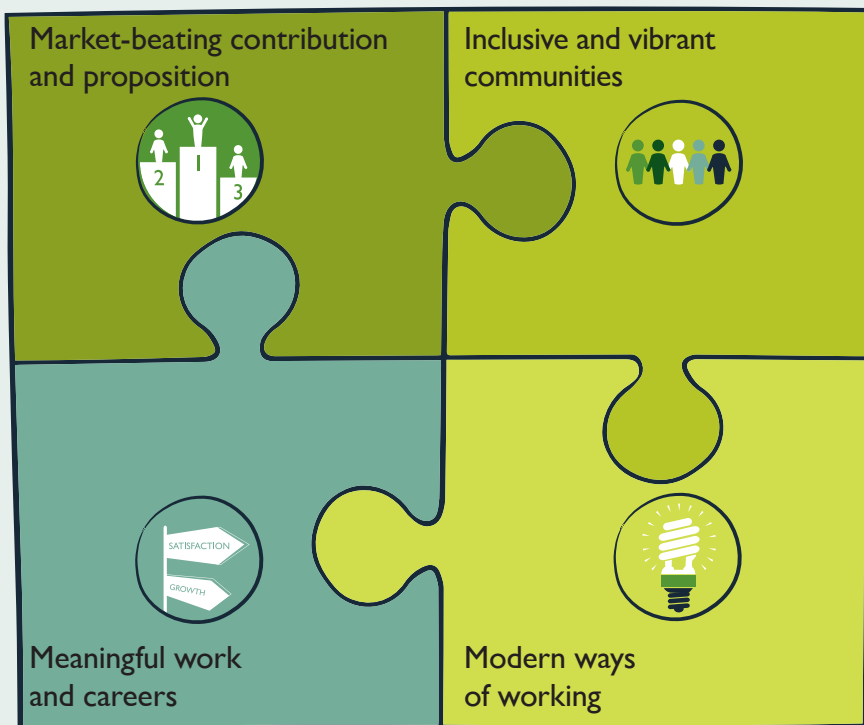 Market-beating contribution
and proposition
Inclusive and vibrant
communities
2
1
3
SATISFACTION
GROWTH
Meaningful work
and careers
Modern ways
of working